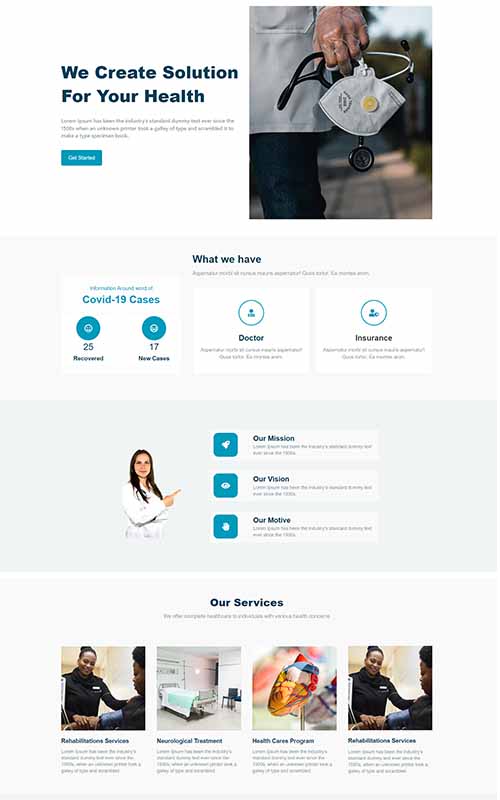 We Create Solution
For Your Health
Lorem Ipsum has been the industry's standard dummy text ever since the
1500s when an unknown printer took a galley of type and scrambled it to
make a type specimen book.
Get Started
What we have
Aspernatur morbi sit cursus mauris aspernatur! Quos tortor. Ea montes anim.
Information Around word of
Covid-19 Cases
25
Recovered
17
New Cases
Doctor
Aspernatur morbi sit cursus mauris aspernatur!
Quos tortor. Ea montes anim.
Insurance
Aspernatur morbi sit cursus mauris aspernatur!
Quos tortor. Ea montes anim.
Our Mission
Lorem Ipsum has been the industry's standard dummy text
ever since the 1500s.
Our Vision
Lorem Ipsum has been the industry's standard dummy text
ever since the 1500s.
Our Motive
Lorem Ipsum has been the industry's standard dummy text
ever since the 1500s.
Our Services
We offer complete healthcare to individuals with various health concerns
Rehabilitations Services
Lorem Ipsum has been the industry's
standard dummy text ever since the
1500s, when an unknown printer took a
galley of type and scrambled
Neurological Treatment
Lorem Ipsum has been the industry's
standard dummy text ever since the
1500s, when an unknown printer took a
galley of type and scrambled
Health Cares Program
Lorem Ipsum has been the industry's
standard dummy text ever since the
1500s, when an unknown printer took a
galley of type and scrambled
Rehabilitations Services
Lorem Ipsum has been the industry's
standard dummy text ever since the
1500s, when an unknown printer took a
galley of type and scrambled